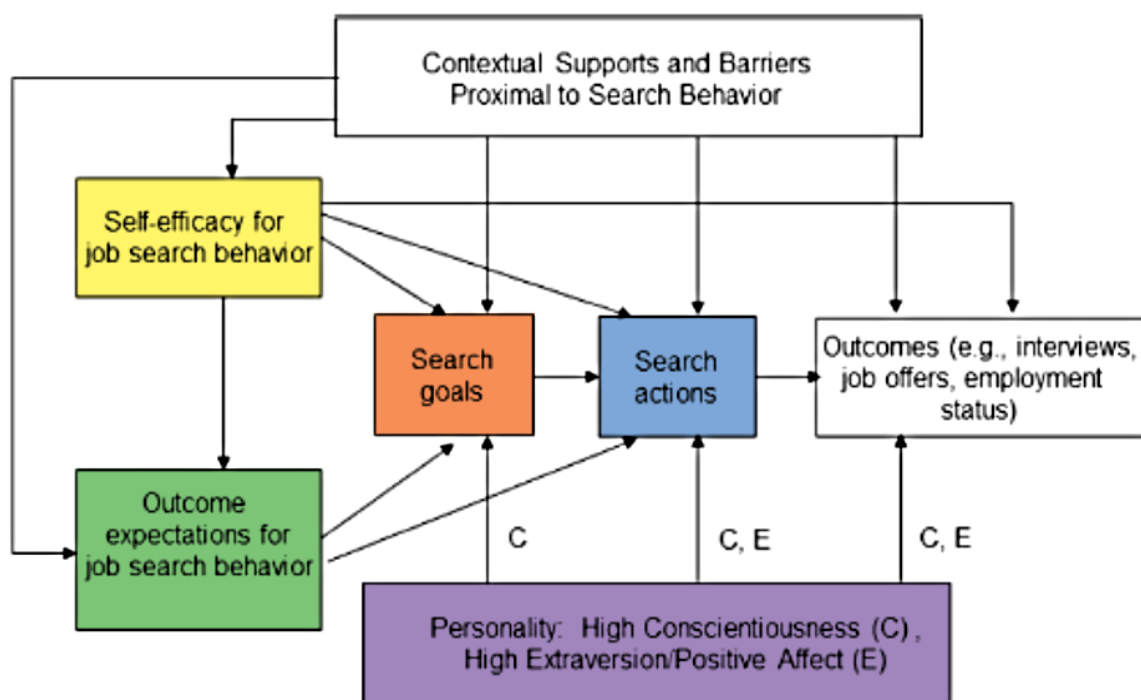 Contextual Supports and Barriers
Proximal to Search Behavior
Self-efficacy for
job search behavior
Search
goals
Search
actions
Outcomes (e.g., interviews,
job offers, employment
status)
Outcome
expectations for
job search behavior
C
C, E
C, E
Personality: High Conscientiousness (C) ,
High Extraversion/Positive Affect (E)